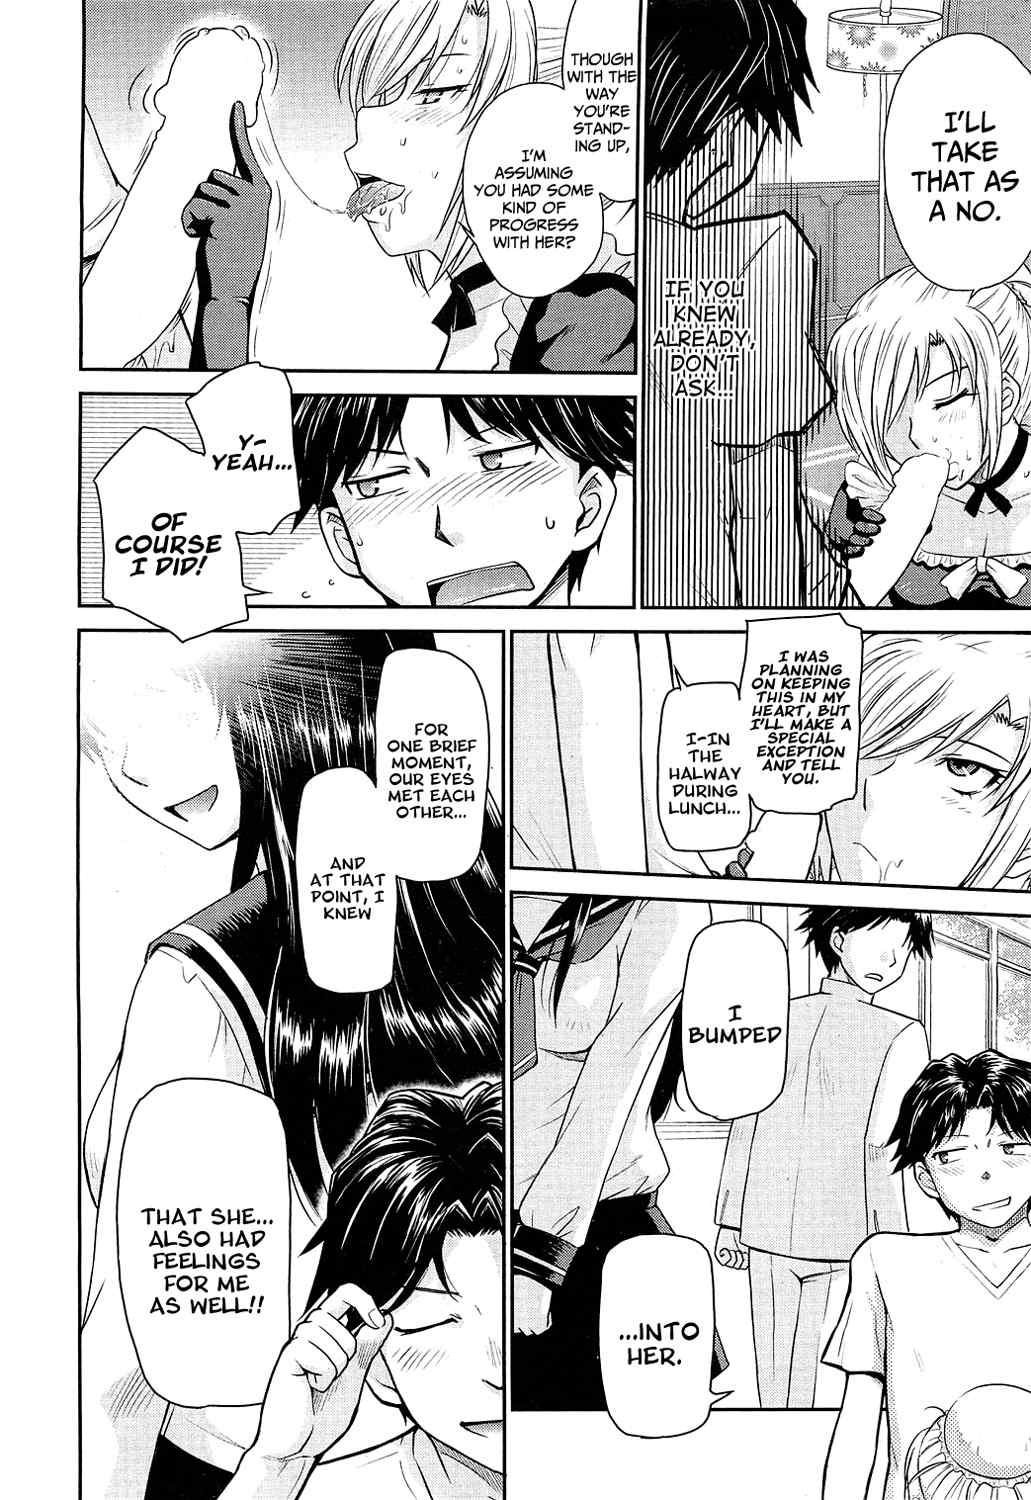 I'LL
TAKE
THAT AS
A NO.
IF YOU
KNEW
ALREADY,
DON'T
ASK!!!
THOUGH
WITH THE
WAY
YOU'RE
STAND-
ING UP,
I'M
ASSUMING
YOU HAD SOME
KIND OF
PROGRESS
WITH HER?
Y-
YEAH...
OF
COURSE
I DID!
I WAS
PLANNING
ON KEEPING
THIS IN MY
HEART, BUT
I'LL MAKE A
SPECIAL
EXCEPTION
AND TELL
YOU.
I-IN
THE
HALWAY
DURING
LUNCH...
I
BUMPED
...INTO
HER.
FOR
ONE BRIEF
MOMENT,
OUR EYES
MET EACH
OTHER...
AND
AT THAT
POINT, I
KNEW
THAT SHE...
ALSO HAD
FEELINGS
FOR ME
AS WELL!!